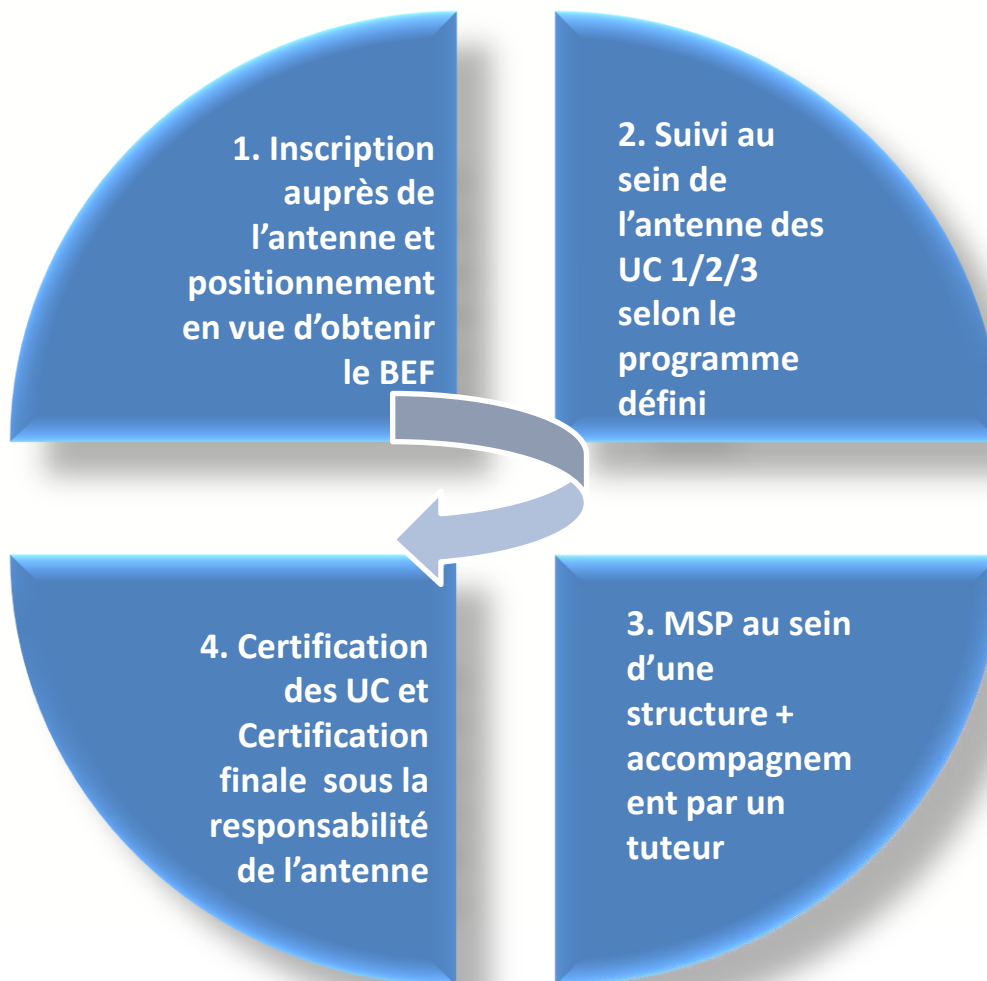 1. Inscription
auprès de
l’antenne et
positionnement
en vue d’obtenir
le BEF
2. Suivi au
sein de
l’antenne des
UC 1/2/3
selon le
programme
défini
3. MSP au sein
d’une
structure +
accompagnem
ent par un
tuteur
4. Certification
des UC et
Certification
finale  sous la
responsabilité
de l’antenne